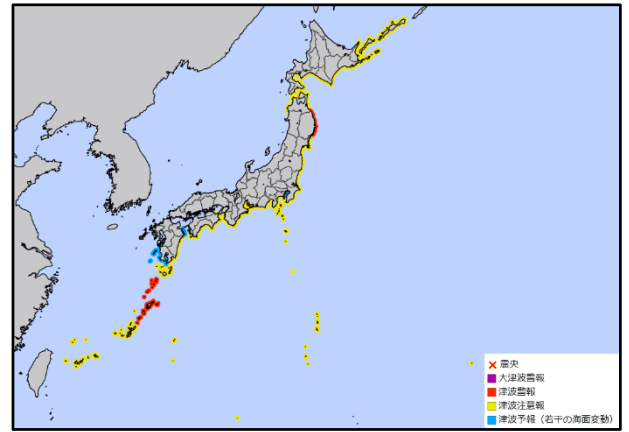 震央
大津波警報
津波警報
津波注意報
津波予報（若干の海面変動）